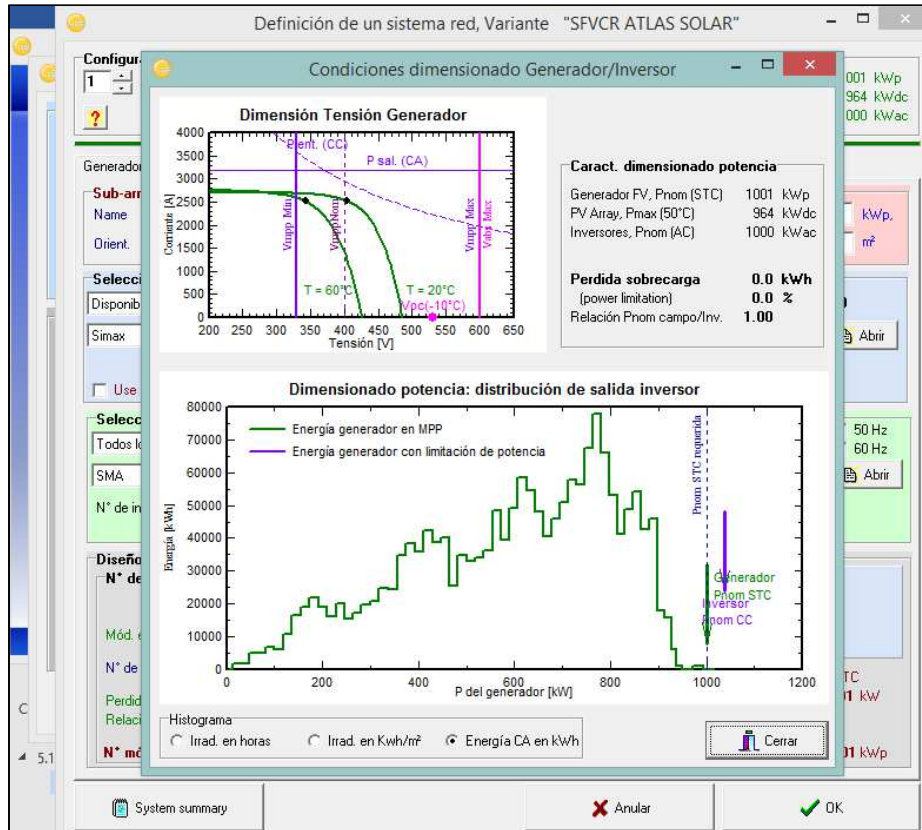 Definición de un sistema red, Variante "SFVCR ATLAS SOLAR"
Configura
1
?
001 kWp
964 kWdc
000 kWac
Condiciones dimensionado Generador/Inversor
Dimensión Tensión Generador
Corriente [A]
4000
3500
3000
2500
2000
1500
1000
500
0
P ent. (CC)
P sal. (CA)
Vmpp Min
Vmpp Nom
Vmpp Max
Vabs Max
T = 60°C
T = 20°C
Voc(-10°C)
200 250 300 350 400 450 500 550 600 650
Tensión [V]
Caract. dimensionado potencia
Generador FV, Pnom (STC) 1001 kWp
PV Array, Pmax (50°C) 964 kWdc
Inversores, Pnom (AC) 1000 kWac
Perdida sobrecarga 0.0 kWh
(power limitation) 0.0 %
Relación Pnom campo/Inv. 1.00
Generador
Sub-arr
Name
Orient.
kWp,
m²
Selecci
Disponib
Simax
Abrir
Use
Selecc
Todos lo
SMA
N° de in
50 Hz
60 Hz
Abrir
Diseño
N° de
Mód. e
N° de
Perdid
Relaci
N° mó
TC
01 kW
01 kWp
Dimensionado potencia: distribución de salida inversor
Energía [kWh]
80000
70000
60000
50000
40000
30000
20000
10000
0
Energía generador en MPP
Energía generador con limitación de potencia
Pnom STC requerida
Generador
Pnom STC
Inversor
Pnom CC
0 200 400 600 800 1000 1200
P del generador [kW]
Histograma
Irrad. en horas
Irrad. en Kwh/m²
Energía CA en kWh
Cerrar
C
5.1
System summary
Anular
OK